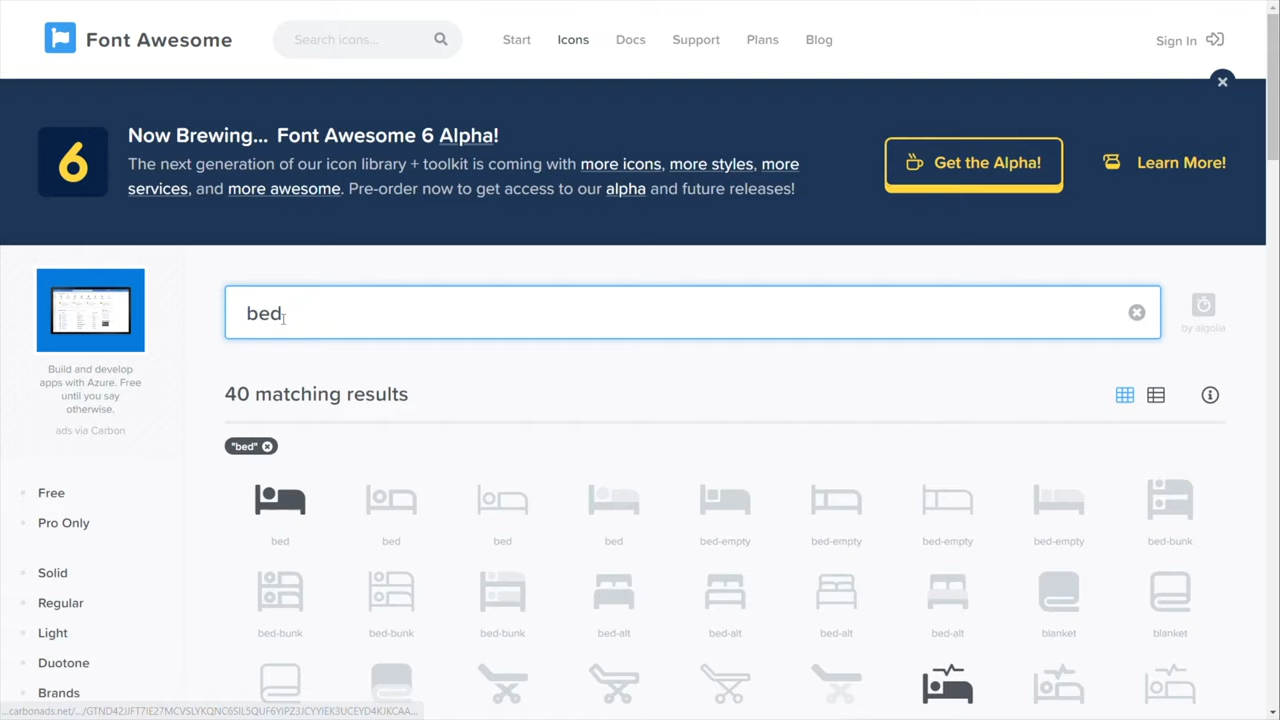 Font Awesome
Search icons...
Start
Icons
Docs
Support
Plans
Blog
Sign In
6
Now Brewing... Font Awesome 6 Alpha!
The next generation of our icon library + toolkit is coming with more icons, more styles, more
services, and more awesome. Pre-order now to get access to our alpha and future releases!
Get the Alpha!
Learn More!
Build and develop
apps with Azure. Free
until you say
otherwise.
ads via Carbon
bed
by algolia
40 matching results
"bed"
Free
Pro Only
Solid
Regular
Light
Duotone
Brands
bed
bed
bed
bed
bed-empty
bed-empty
bed-empty
bed-empty
bed-bunk
bed-bunk
bed-bunk
bed-bunk
bed-alt
bed-alt
bed-alt
bed-alt
blanket
blanket